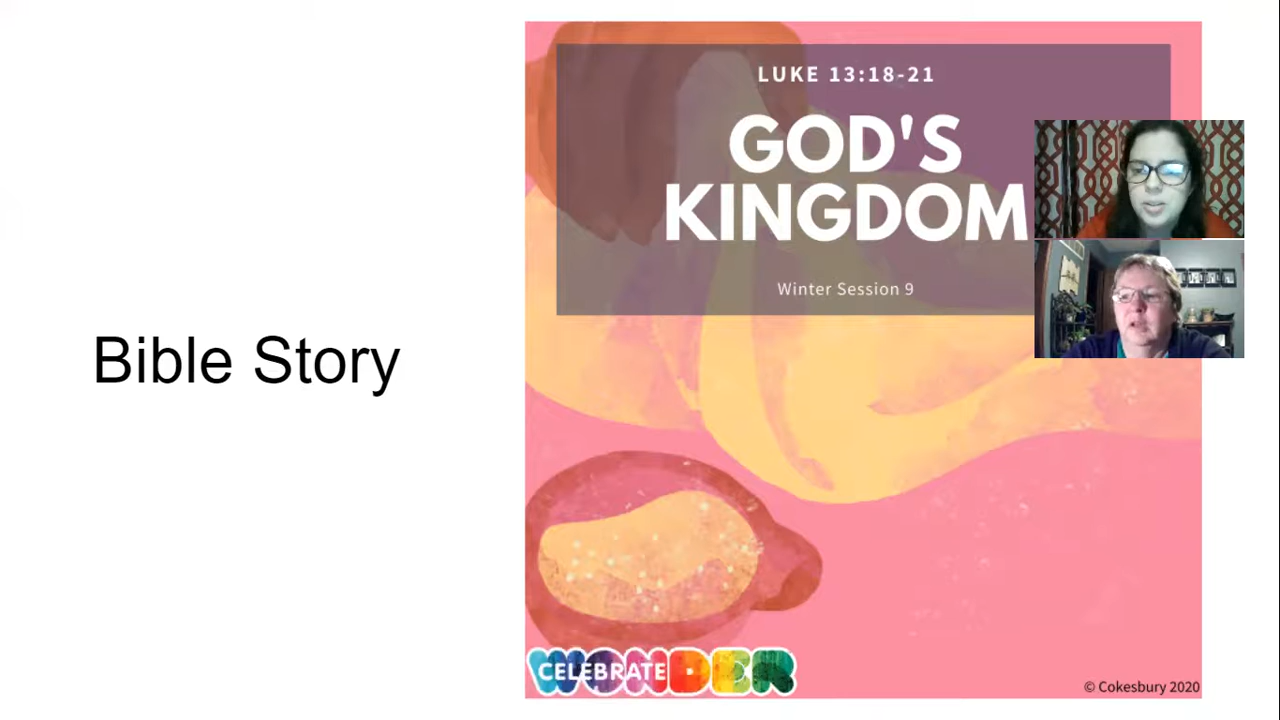 Bible Story
LUKE 13:18-21
GOD'S
KINGDOM
Winter Session 9
CELEBRATE
WONDER
© Cokesbury 2020